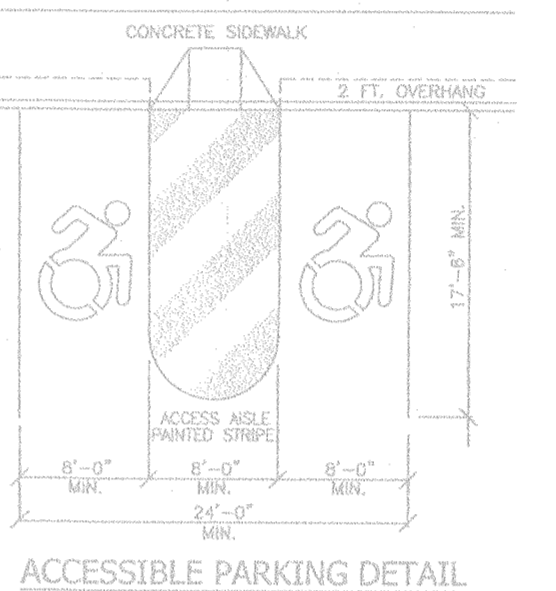 CONCRETE SIDEWALK
2 FT. OVERHANG
17'-6" MIN.
ACCESS AISLE
PAINTED STRIPE
8'-0" 8'-0" 8'-0"
MIN. MIN. MIN.
24'-0"
MIN.
ACCESSIBLE PARKING DETAIL